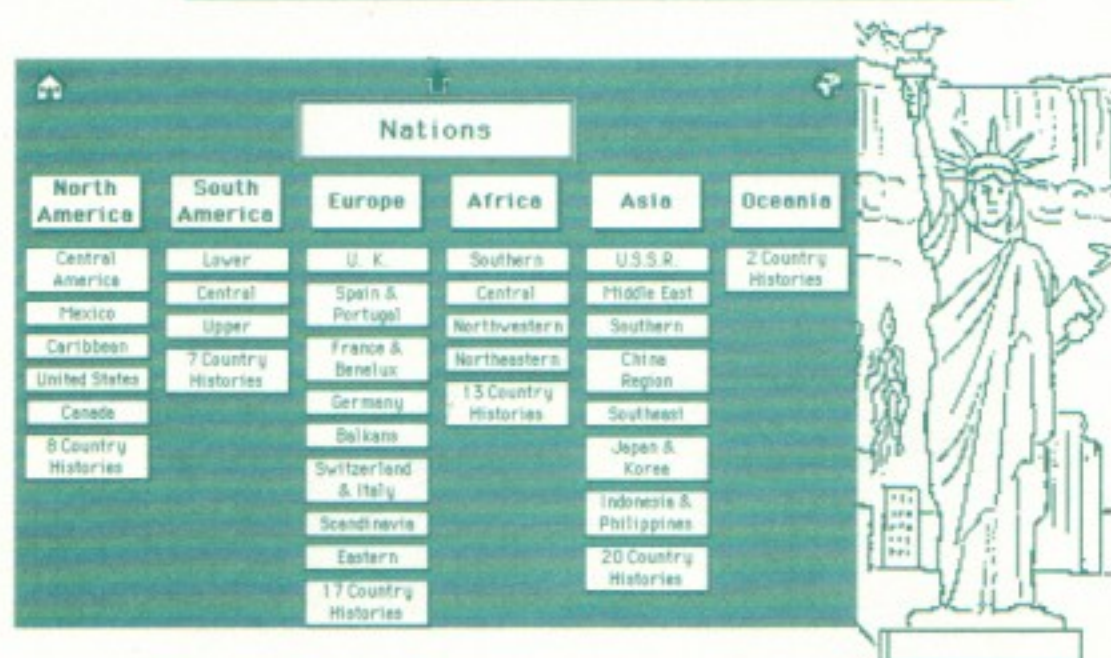 Nations
North
America
Central
America
Mexico
Caribbean
United States
Canada
8 Country
Histories
South
America
Lower
Central
Upper
7 Country
Histories
Europe
U. K.
Spain &
Portugal
France &
Benelux
Germany
Balkans
Switzerland
& Italy
Scandinavia
Eastern
17 Country
Histories
Africa
Southern
Central
Northwestern
Northeastern
13 Country
Histories
Asia
U.S.S.R.
Middle East
Southern
China
Region
Southeast
Japan &
Korea
Indonesia &
Philippines
20 Country
Histories
Oceania
2 Country
Histories